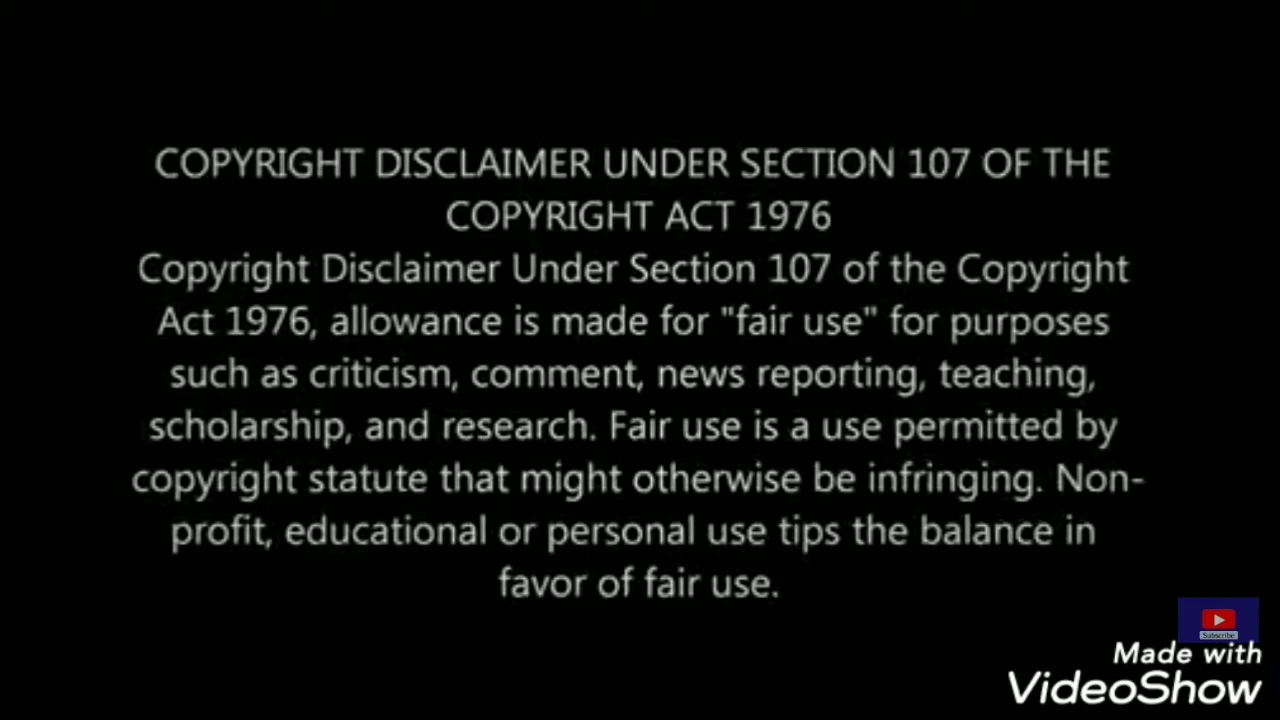 COPYRIGHT DISCLAIMER UNDER SECTION 107 OF THE
COPYRIGHT ACT 1976
Copyright Disclaimer Under Section 107 of the Copyright
Act 1976, allowance is made for "fair use" for purposes
such as criticism, comment, news reporting, teaching,
scholarship, and research. Fair use is a use permitted by
copyright statute that might otherwise be infringing. Non-
profit, educational or personal use tips the balance in
favor of fair use.
Subscribe
Made with
VideoShow